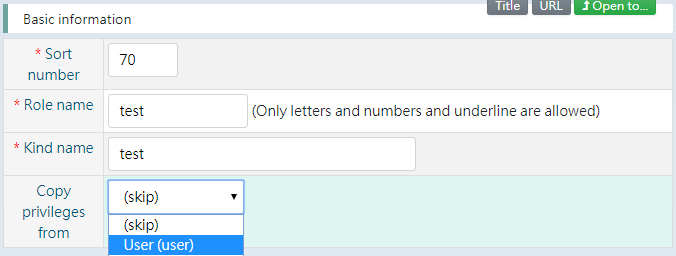 Title URL Open to...
Basic information
* Sort number 70
* Role name test (Only letters and numbers and underline are allowed)
* Kind name test
Copy privileges from (skip)
(skip)
User (user)